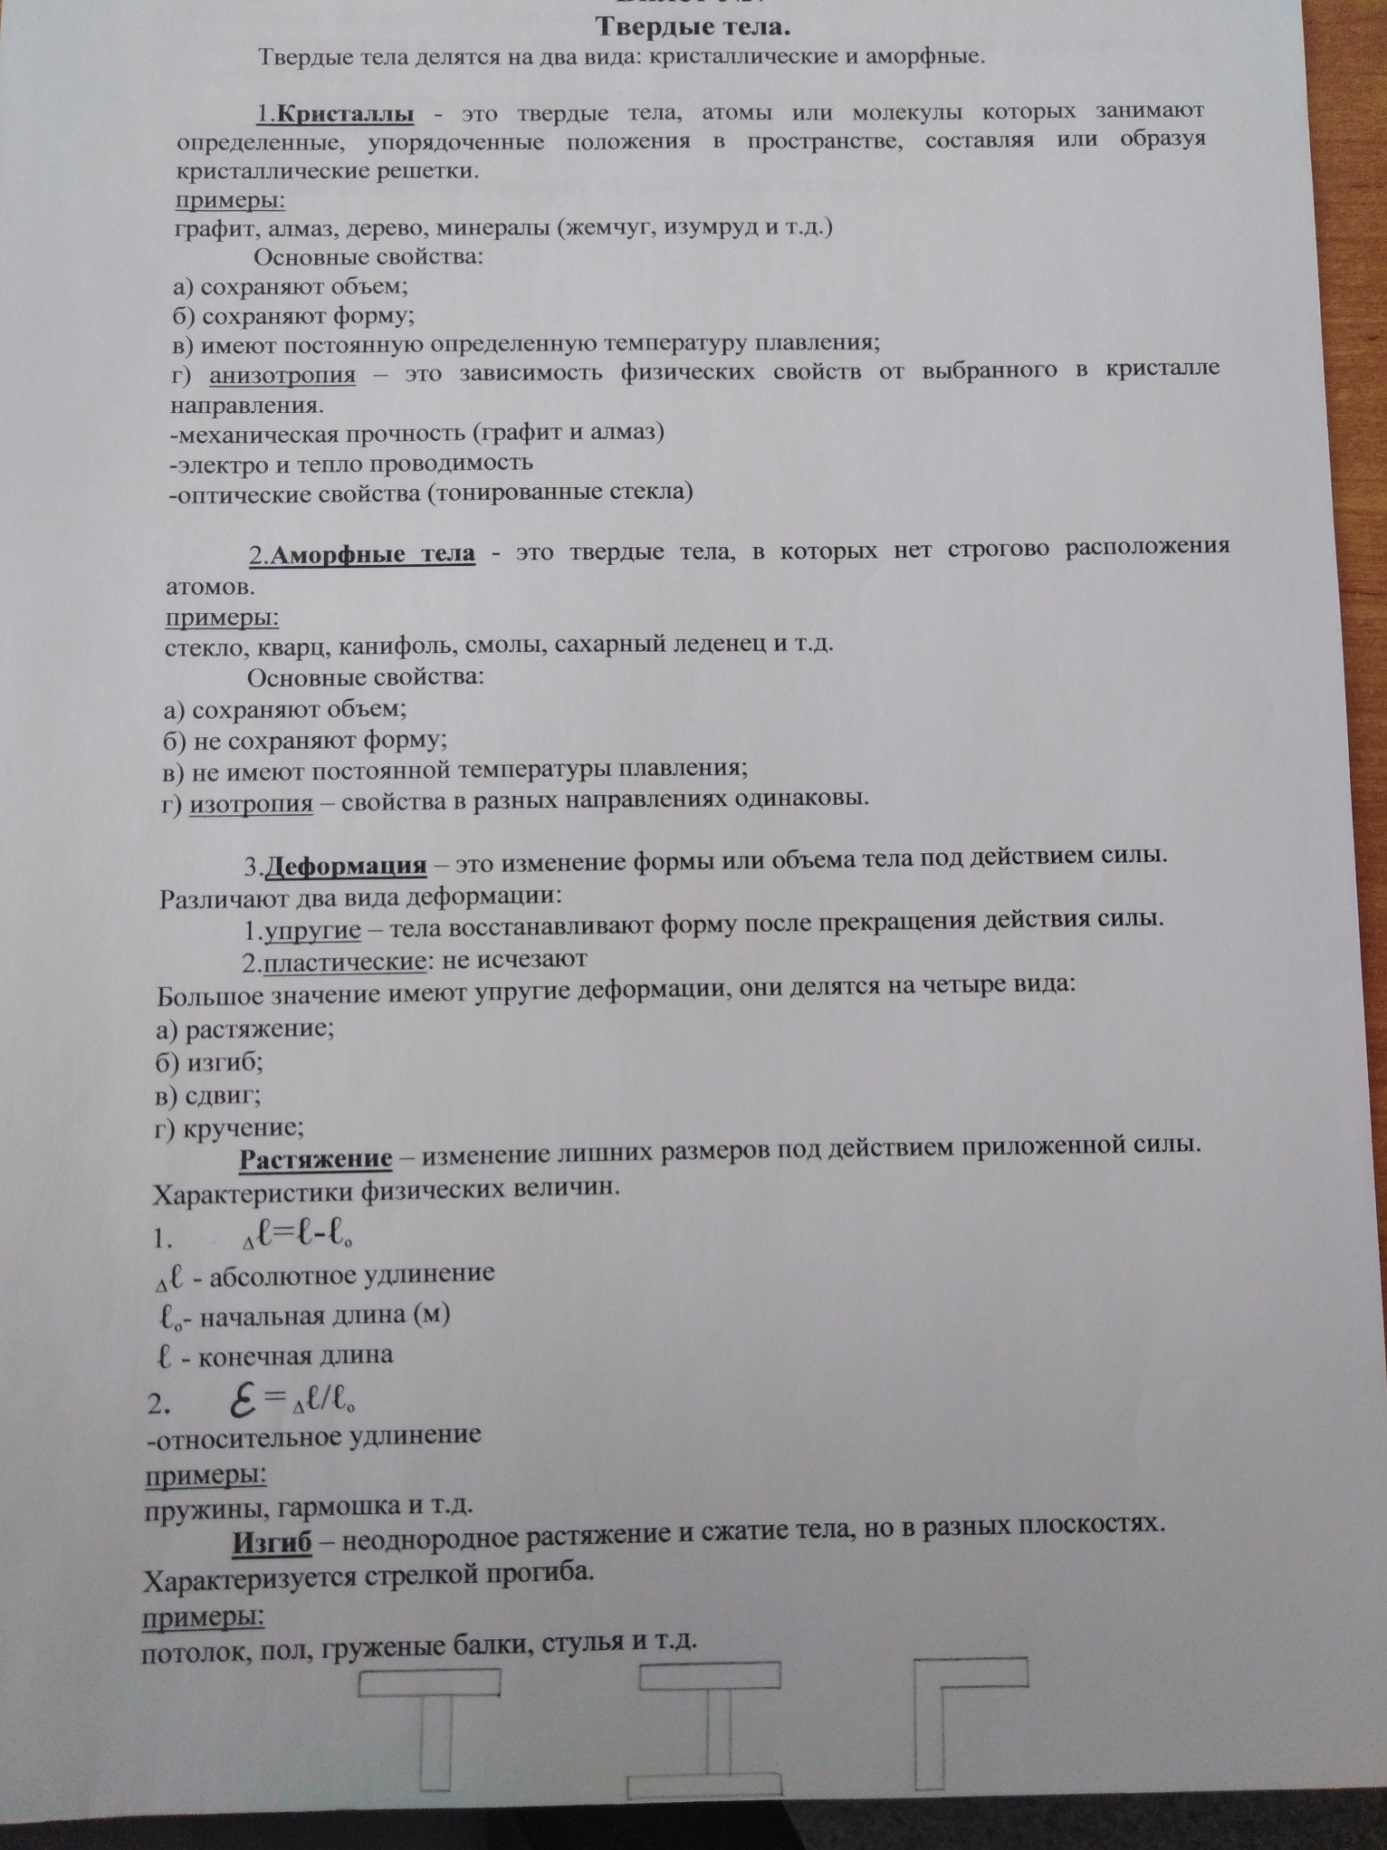 Твердые тела.
Твердые тела делятся на два вида: кристаллические и аморфные.
1.Кристаллы - это твердые тела, атомы или молекулы которых занимают
определенные, упорядоченные положения в пространстве, составляя или образуя
кристаллические решетки.
примеры:
графит, алмаз, дерево, минералы (жемчуг, изумруд и т.д.)
Основные свойства:
а) сохраняют объем;
б) сохраняют форму;
в) имеют постоянную определенную температуру плавления;
г) анизотропия – это зависимость физических свойств от выбранного в кристалле
направления.
-механическая прочность (графит и алмаз)
-электро и тепло проводимость
-оптические свойства (тонированные стекла)
2.Аморфные тела - это твердые тела, в которых нет строгово расположения
атомов.
примеры:
стекло, кварц, канифоль, смолы, сахарный леденец и т.д.
Основные свойства:
а) сохраняют объем;
б) не сохраняют форму;
в) не имеют постоянной температуры плавления;
г) изотропия – свойства в разных направлениях одинаковы.
3.Деформация – это изменение формы или объема тела под действием силы.
Различают два вида деформации:
1.упругие – тела восстанавливают форму после прекращения действия силы.
2.пластические: не исчезают
Большое значение имеют упругие деформации, они делятся на четыре вида:
а) растяжение;
б) изгиб;
в) сдвиг;
г) кручение;
Растяжение – изменение лишних размеров под действием приложенной силы.
Характеристики физических величин.
1. Δℓ=ℓ-ℓ₀
Δℓ - абсолютное удлинение
ℓ₀- начальная длина (м)
ℓ - конечная длина
2. Ɛ = Δℓ/ℓ₀
-относительное удлинение
примеры:
пружины, гармошка и т.д.
Изгиб – неоднородное растяжение и сжатие тела, но в разных плоскостях.
Характеризуется стрелкой прогиба.
примеры:
потолок, пол, груженые балки, стулья и т.д.